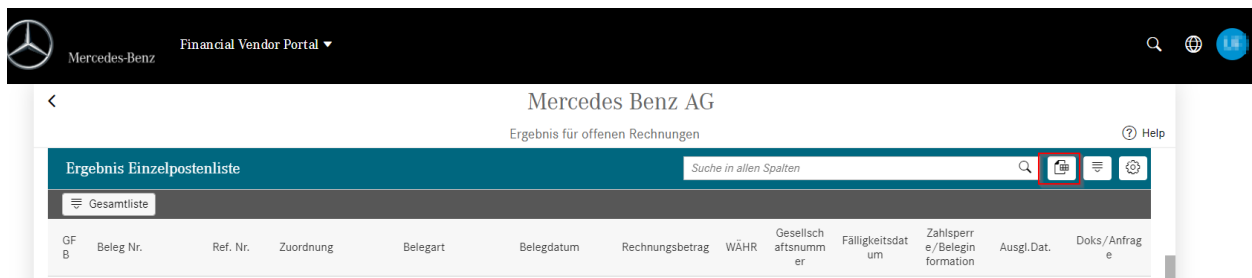 Mercedes-Benz
Financial Vendor Portal
Mercedes Benz AG
Ergebnis für offenen Rechnungen
Help
Ergebnis Einzelpostenliste
Suche in allen Spalten
Gesamtliste
GF
B
Beleg Nr.
Ref. Nr.
Zuordnung
Belegart
Belegdatum
Rechnungsbetrag
WÄHR
Gesellsch
aftsnumm
er
Fälligkeitsdat
um
Zahlsperr
e/Belegin
formation
Ausgl.Dat.
Doks/Anfrag
e